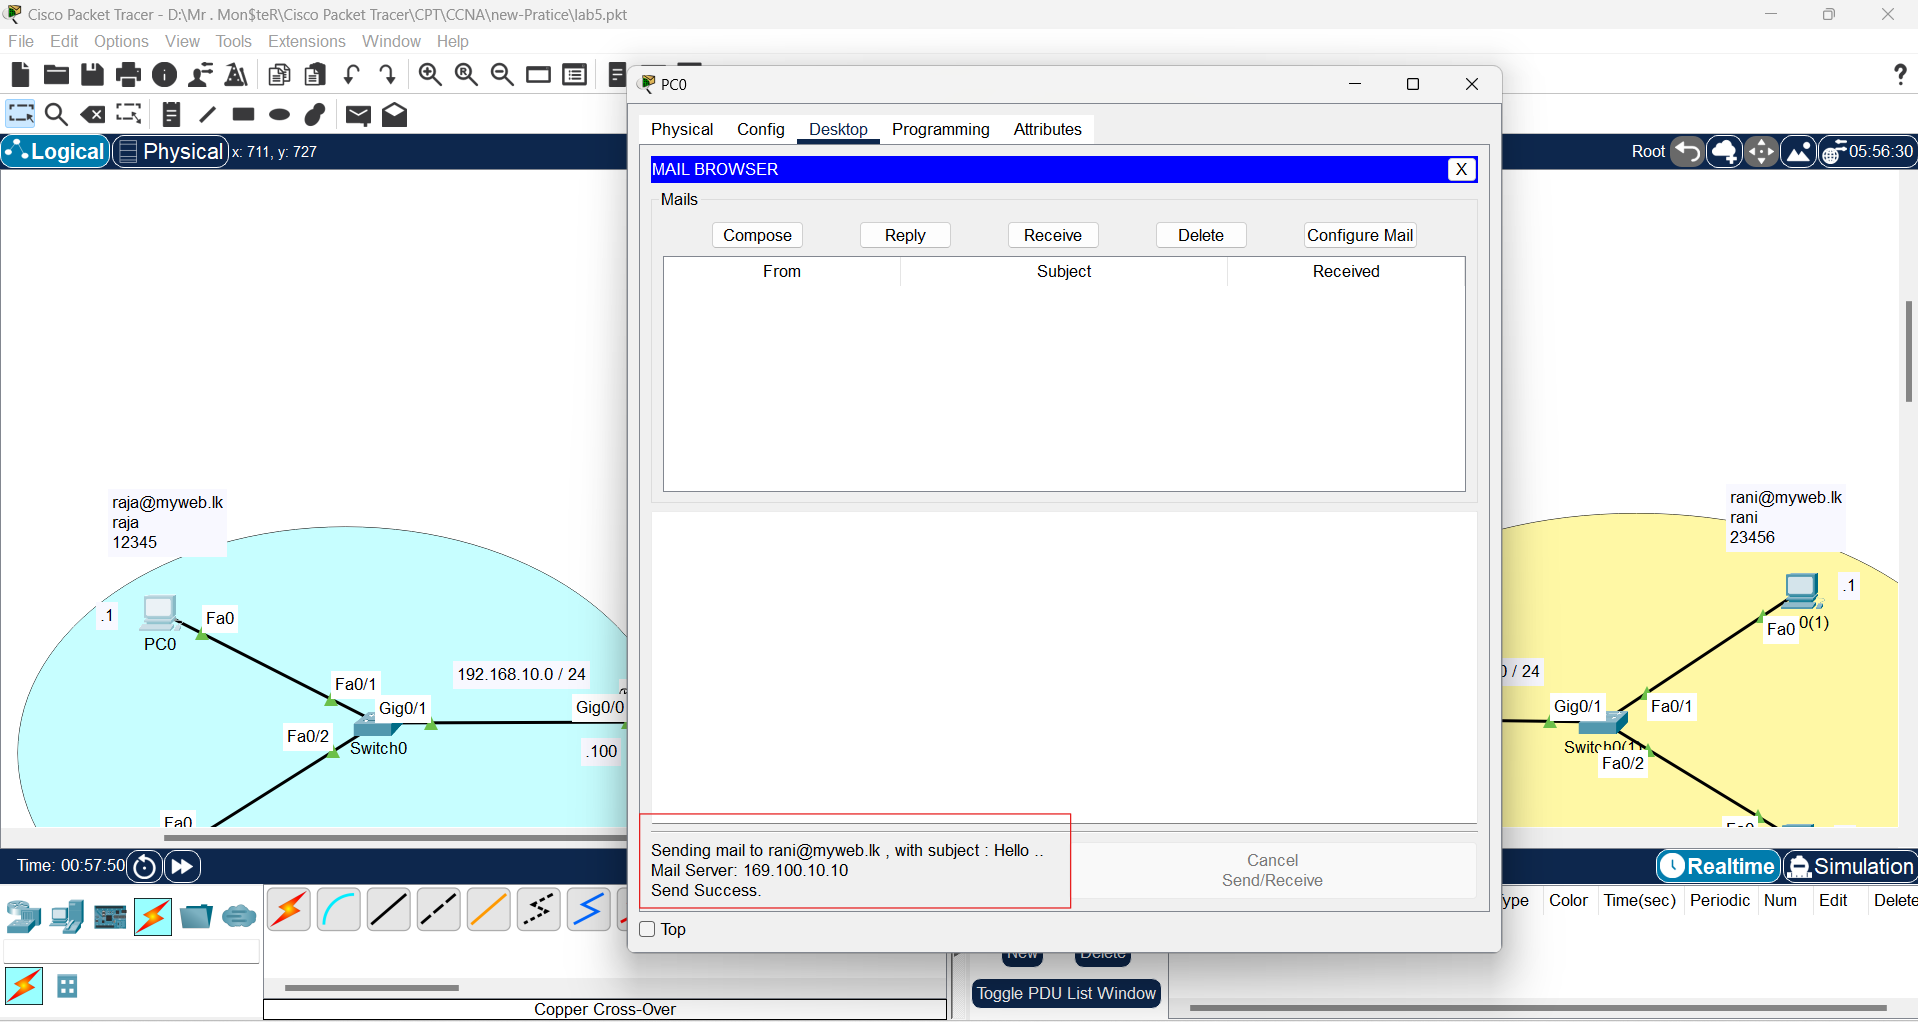 Cisco Packet Tracer - D:\Mr . Mon$teR\Cisco Packet Tracer\CPT\CCNA\new-Pratice\lab5.pkt
File Edit Options View Tools Extensions Window Help
PC0
Physical Config Desktop Programming Attributes
Logical Physical x: 711, y: 727
Root 05:56:30
MAIL BROWSER X
Mails
Compose Reply Receive Delete Configure Mail
From Subject Received
raja@myweb.lk
raja
12345
.1
Fa0
PC0
Fa0/1
192.168.10.0 / 24
Gig0/1
Gig0/0
Fa0/2
Switch0
.100
Fa0
rani@myweb.lk
rani
23456
.1
Fa0
0(1)
0 / 24
Gig0/1
Fa0/1
Switch0(1)
Fa0/2
Fa0
Sending mail to rani@myweb.lk , with subject : Hello ..
Mail Server: 169.100.10.10
Send Success.
Cancel
Send/Receive
Top
Time: 00:57:50
Realtime Simulation
ype Color Time(sec) Periodic Num Edit Delete
New Delete
Toggle PDU List Window
Copper Cross-Over
?